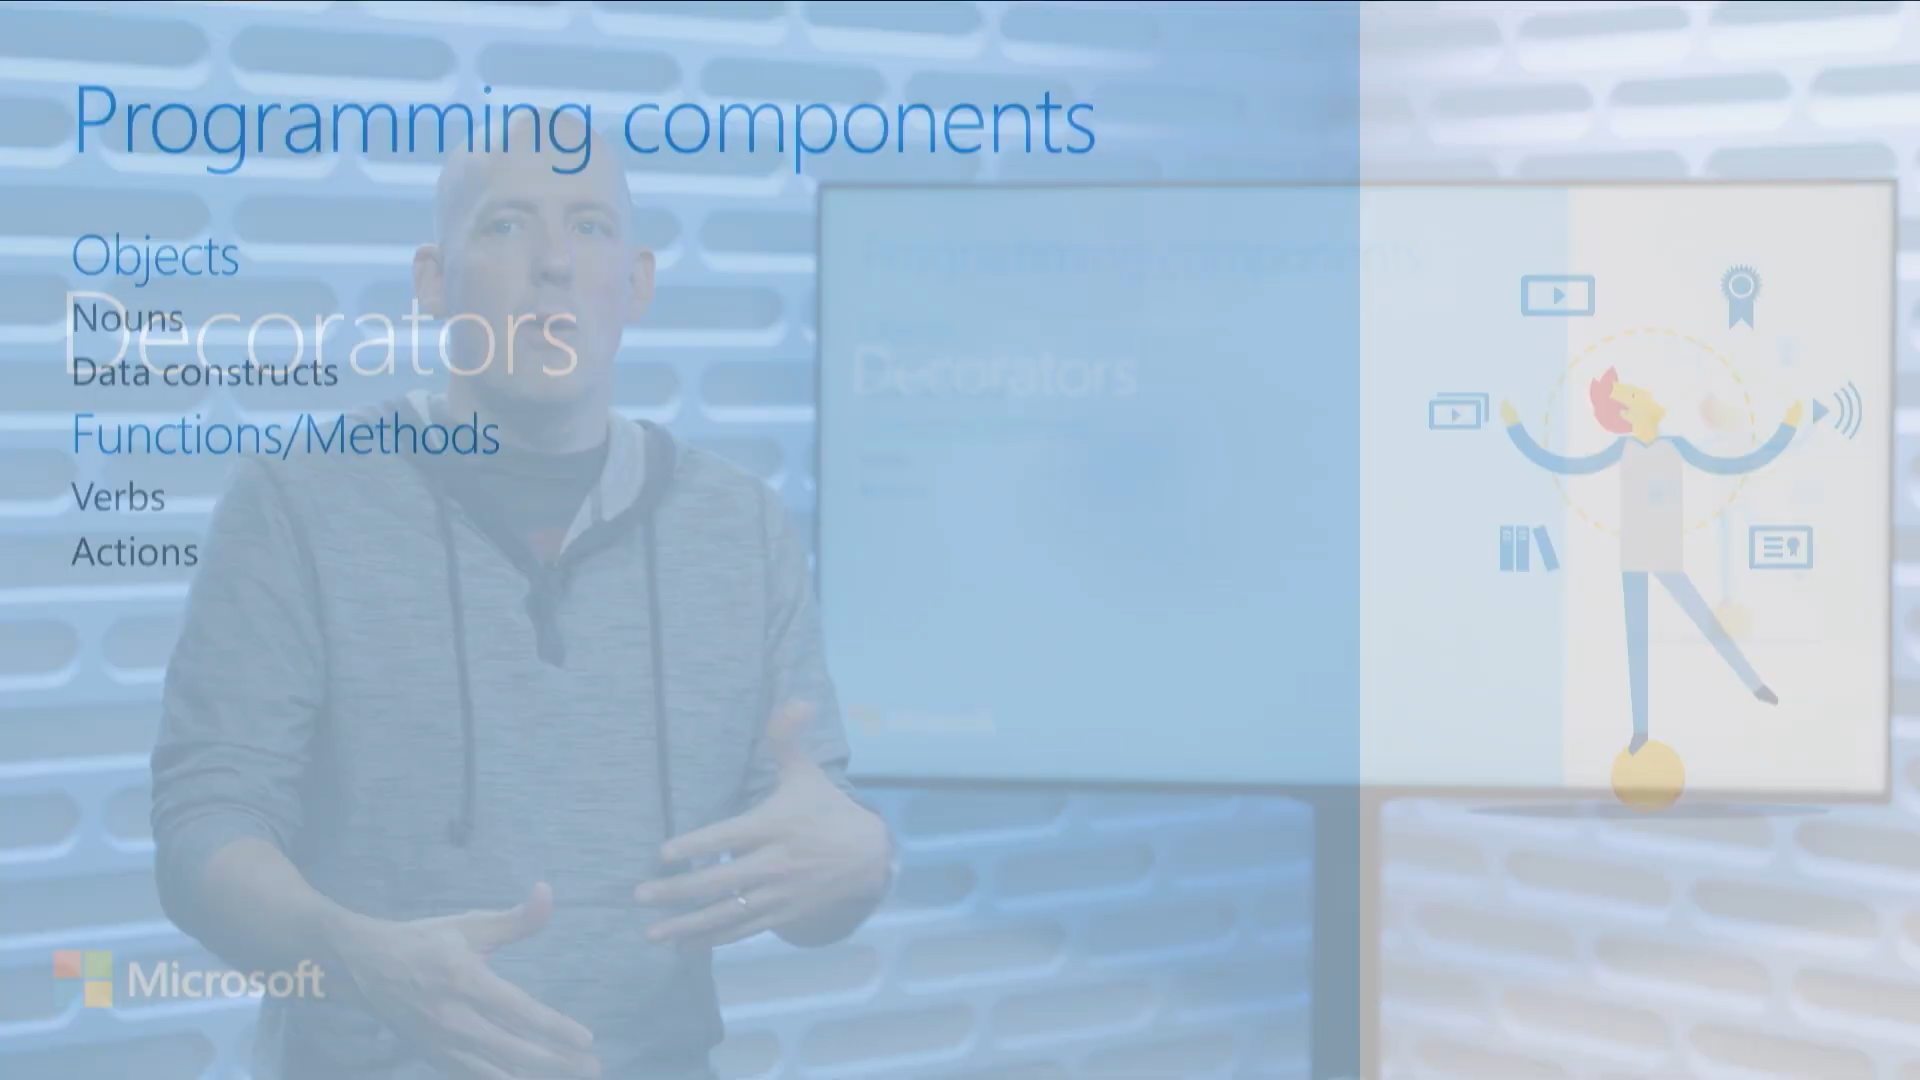 Programming components
Objects
Decorators
Nouns
Data constructs
Functions/Methods
Verbs
Actions
Decorators
Microsoft